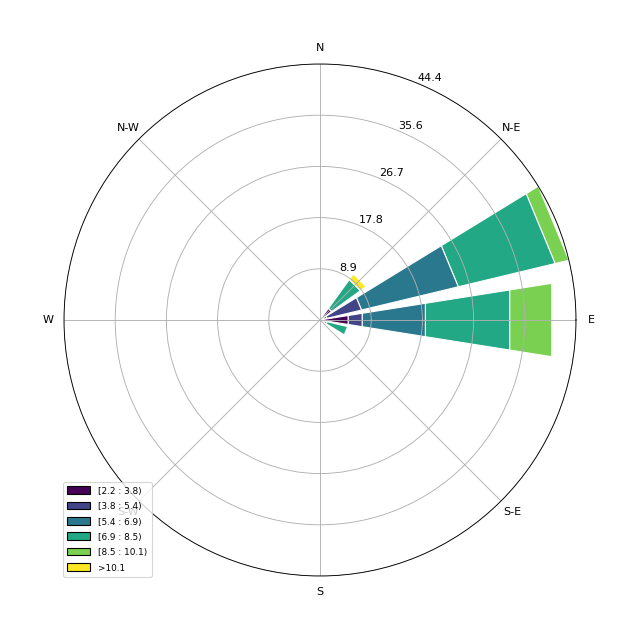 N
44.4
N-W
35.6
N-E
26.7
17.8
8.9
W
E
[2.2 : 3.8)
[3.8 : 5.4)
S-W
S-E
[5.4 : 6.9)
[6.9 : 8.5)
[8.5 : 10.1)
>10.1
S